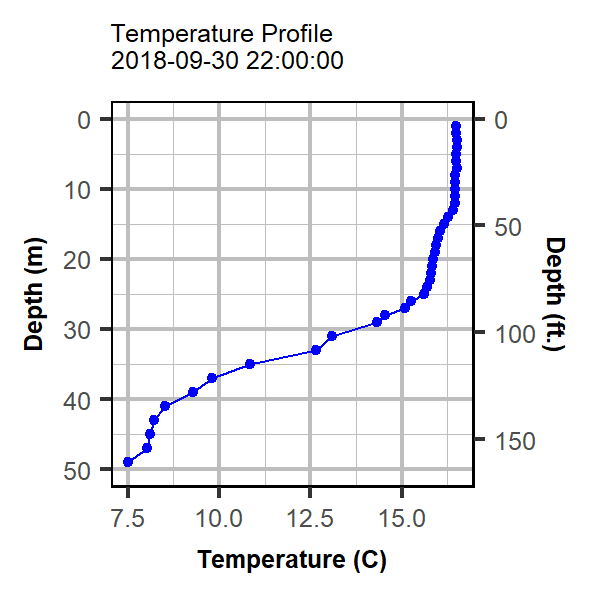 Temperature Profile
2018-09-30 22:00:00
0
10
20
30
40
50
Depth (m)
0
50
100
150
Depth (ft.)
7.5 10.0 12.5 15.0
Temperature (C)